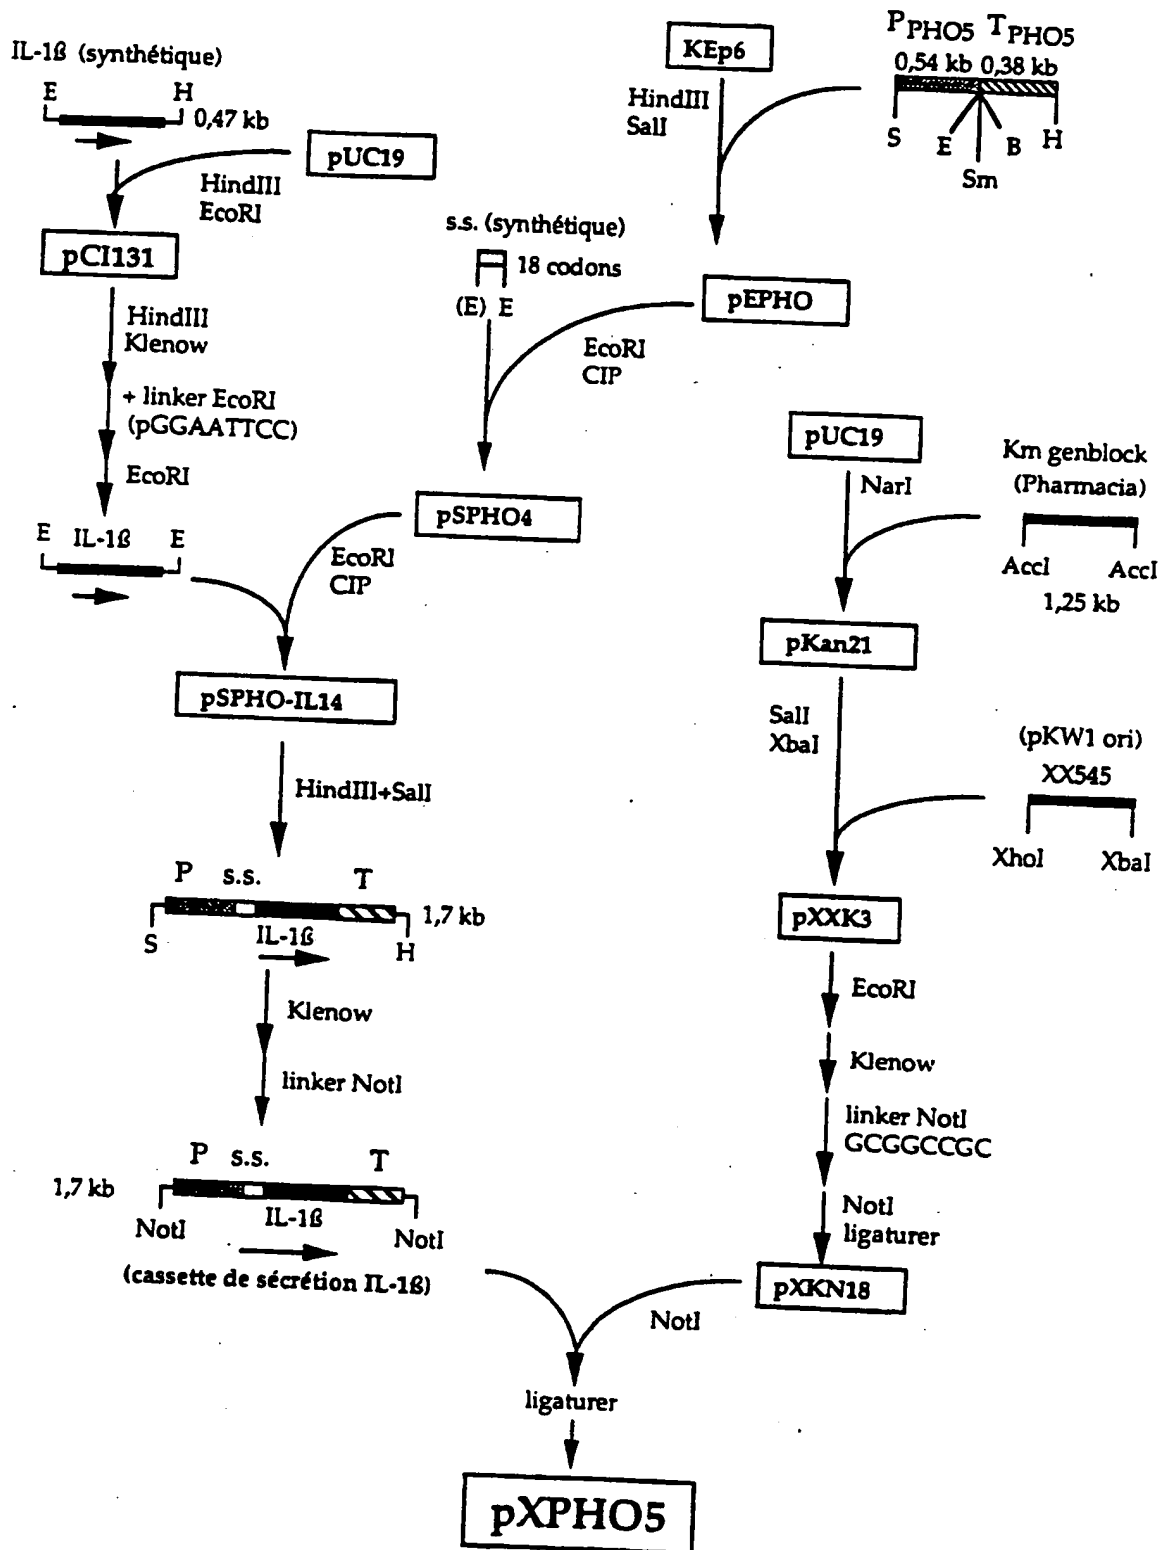 IL-1ß (synthétique)
E H
0,47 kb
pUC19
HindIII
EcoRI
pCI131
HindIII
Klenow
+ linker EcoRI
(pGGAATTCC)
EcoRI
E IL-1ß E
KEp6
HindIII
SalI
PPHO5 TPHO5
0,54 kb 0,38 kb
S E Sm B H
s.s. (synthétique)
18 codons
(E) E
pEPHO
EcoRI
CIP
pSPHO4
EcoRI
CIP
pSPHO-IL14
HindIII+SalI
P s.s. T
1,7 kb
S IL-1ß H
Klenow
linker NotI
P s.s. T
1,7 kb
NotI IL-1ß NotI
(cassette de sécrétion IL-1ß)
pUC19
NarI
Km genblock
(Pharmacia)
AccI AccI
1,25 kb
pKan21
SalI
XbaI
(pKW1 ori)
XX545
XhoI XbaI
pXXK3
EcoRI
Klenow
linker NotI
GCGGCCGC
NotI
ligaturer
pXKN18
NotI
ligaturer
pXPHO5